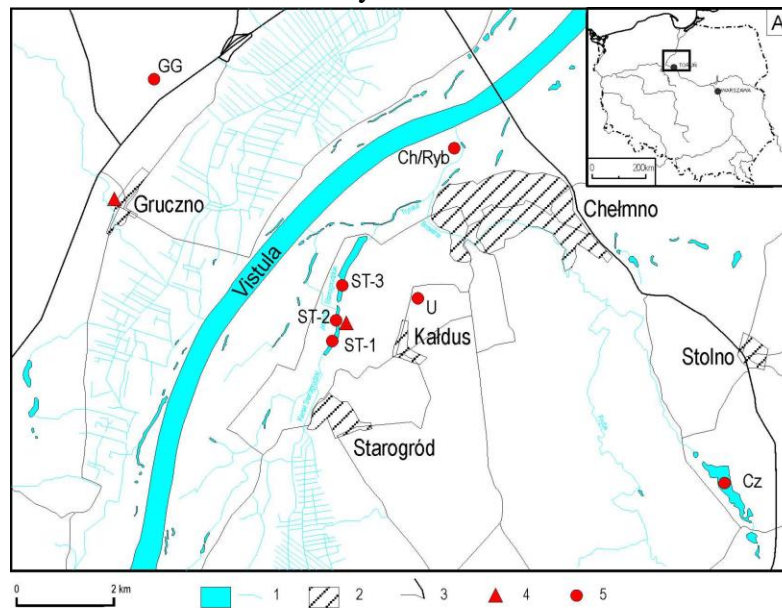 A
GG
TORUŃ
WARSZAWA
0 200km
Ch/Ryb
Gruczno
Chełmno
Vistula
ST-3
U
ST-2
ST-1
Kałdus
Stolno
Starogród
Cz
0 2 km
1 2 3 4 5